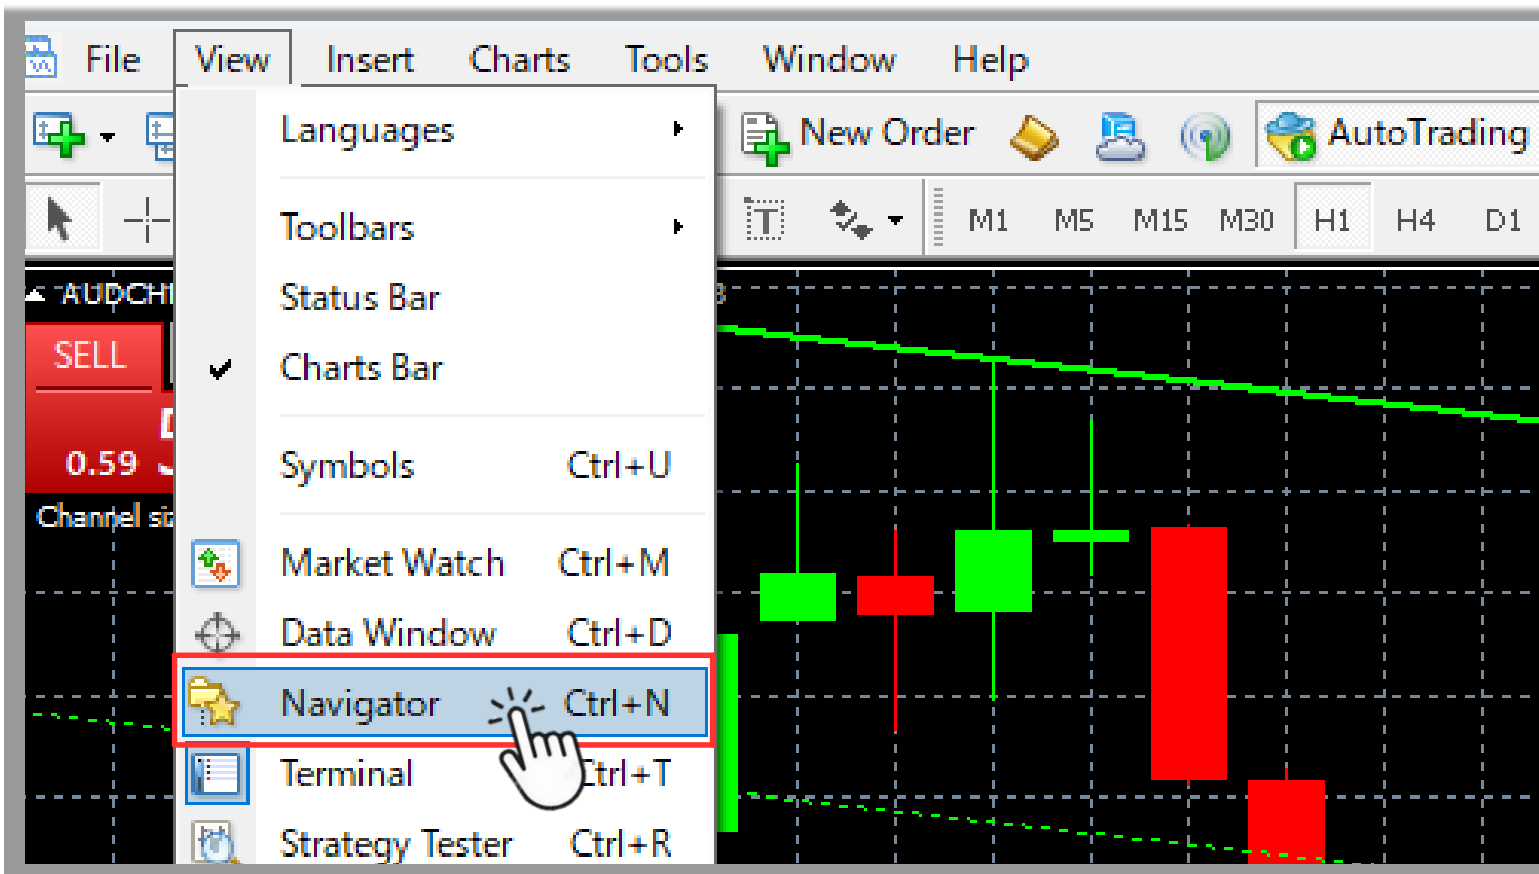 File View Insert Charts Tools Window Help
New Order AutoTrading
T M1 M5 M15 M30 H1 H4 D1
Languages
Toolbars
Status Bar
Charts Bar
Symbols Ctrl+U
Market Watch Ctrl+M
Data Window Ctrl+D
Navigator Ctrl+N
Terminal Ctrl+T
Strategy Tester Ctrl+R
SELL
0.59
Channel